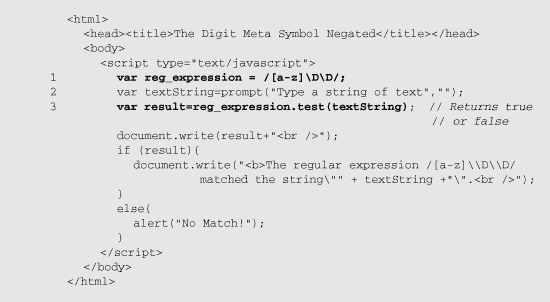 <html>
<head><title>The Digit Meta Symbol Negated</title></head>
<body>
<script type="text/javascript">
1 var reg_expression = /[a-z]\D\D/;
2 var textString=prompt("Type a string of text","");
3 var result=reg_expression.test(textString); // Returns true
// or false
document.write(result+"<br />");
if (result){
document.write("<b>The regular expression /[a-z]\\D\\D/
matched the string\"" + textString +"\".<br />");
}
else{
alert("No Match!");
}
</script>
</body>
</html>